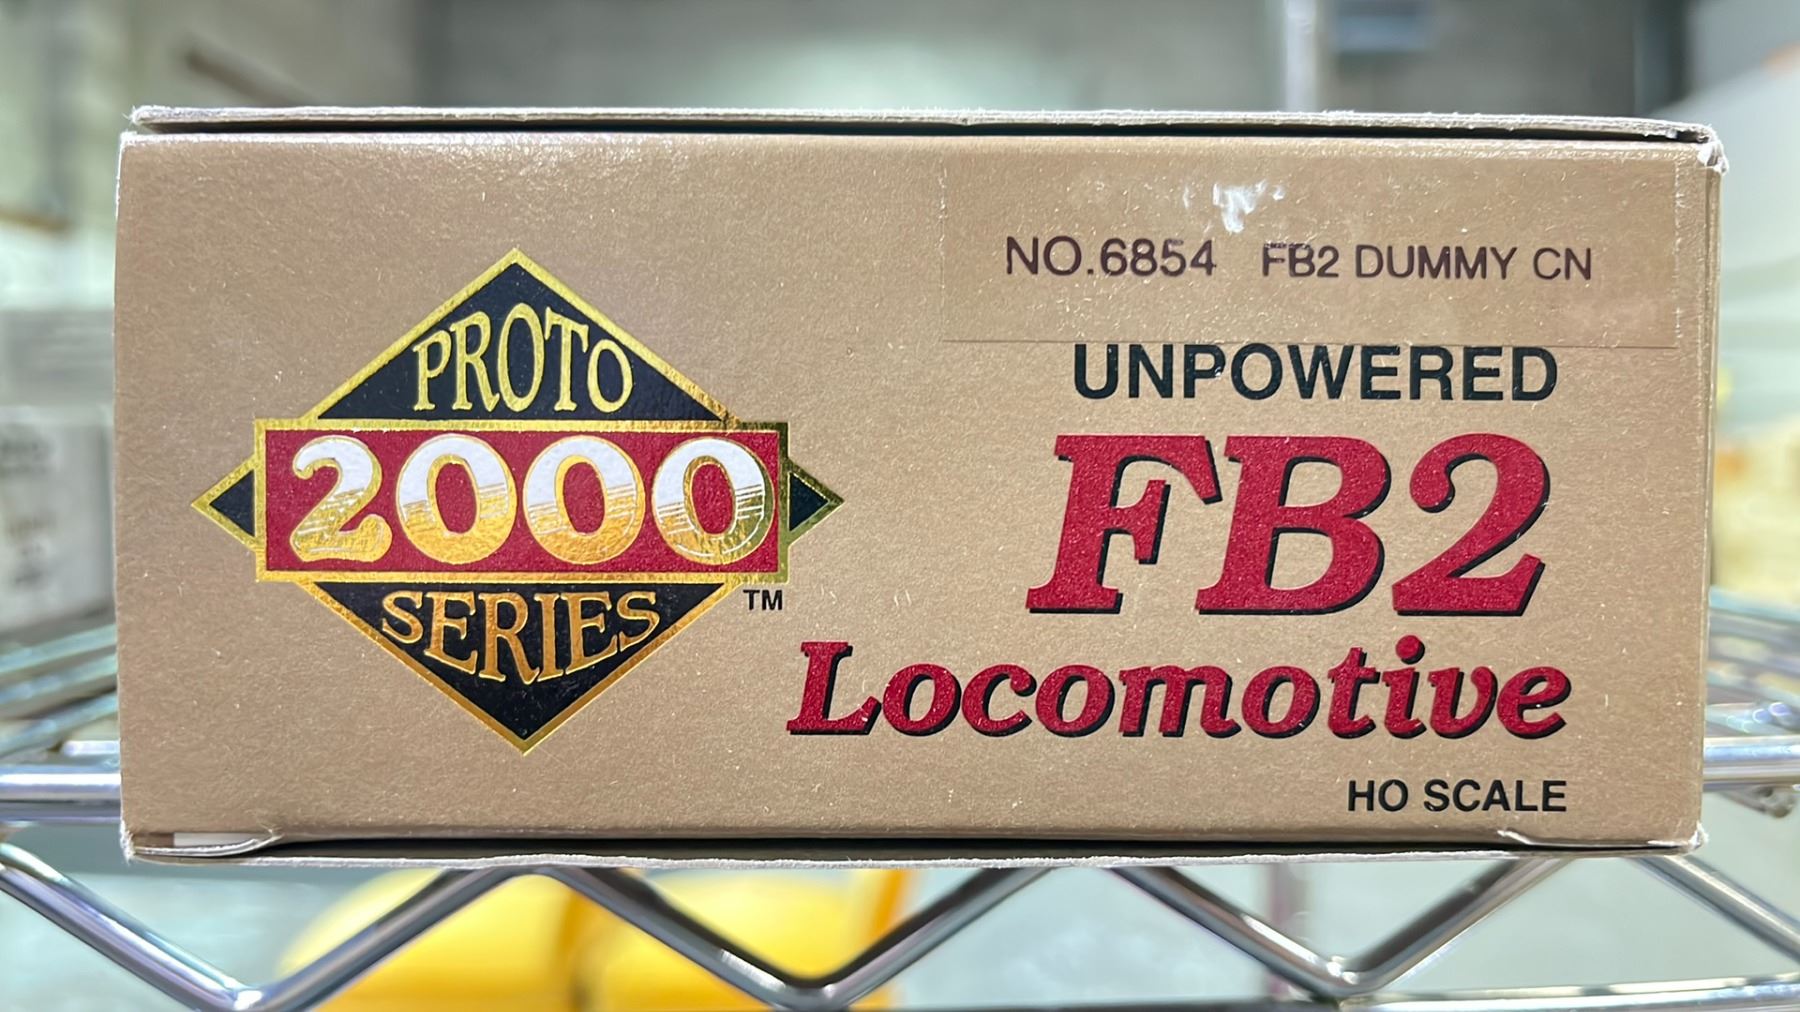 PROTO
2000
SERIES
TM
NO.6854 FB2 DUMMY CN
UNPOWERED
FB2
Locomotive
HO SCALE